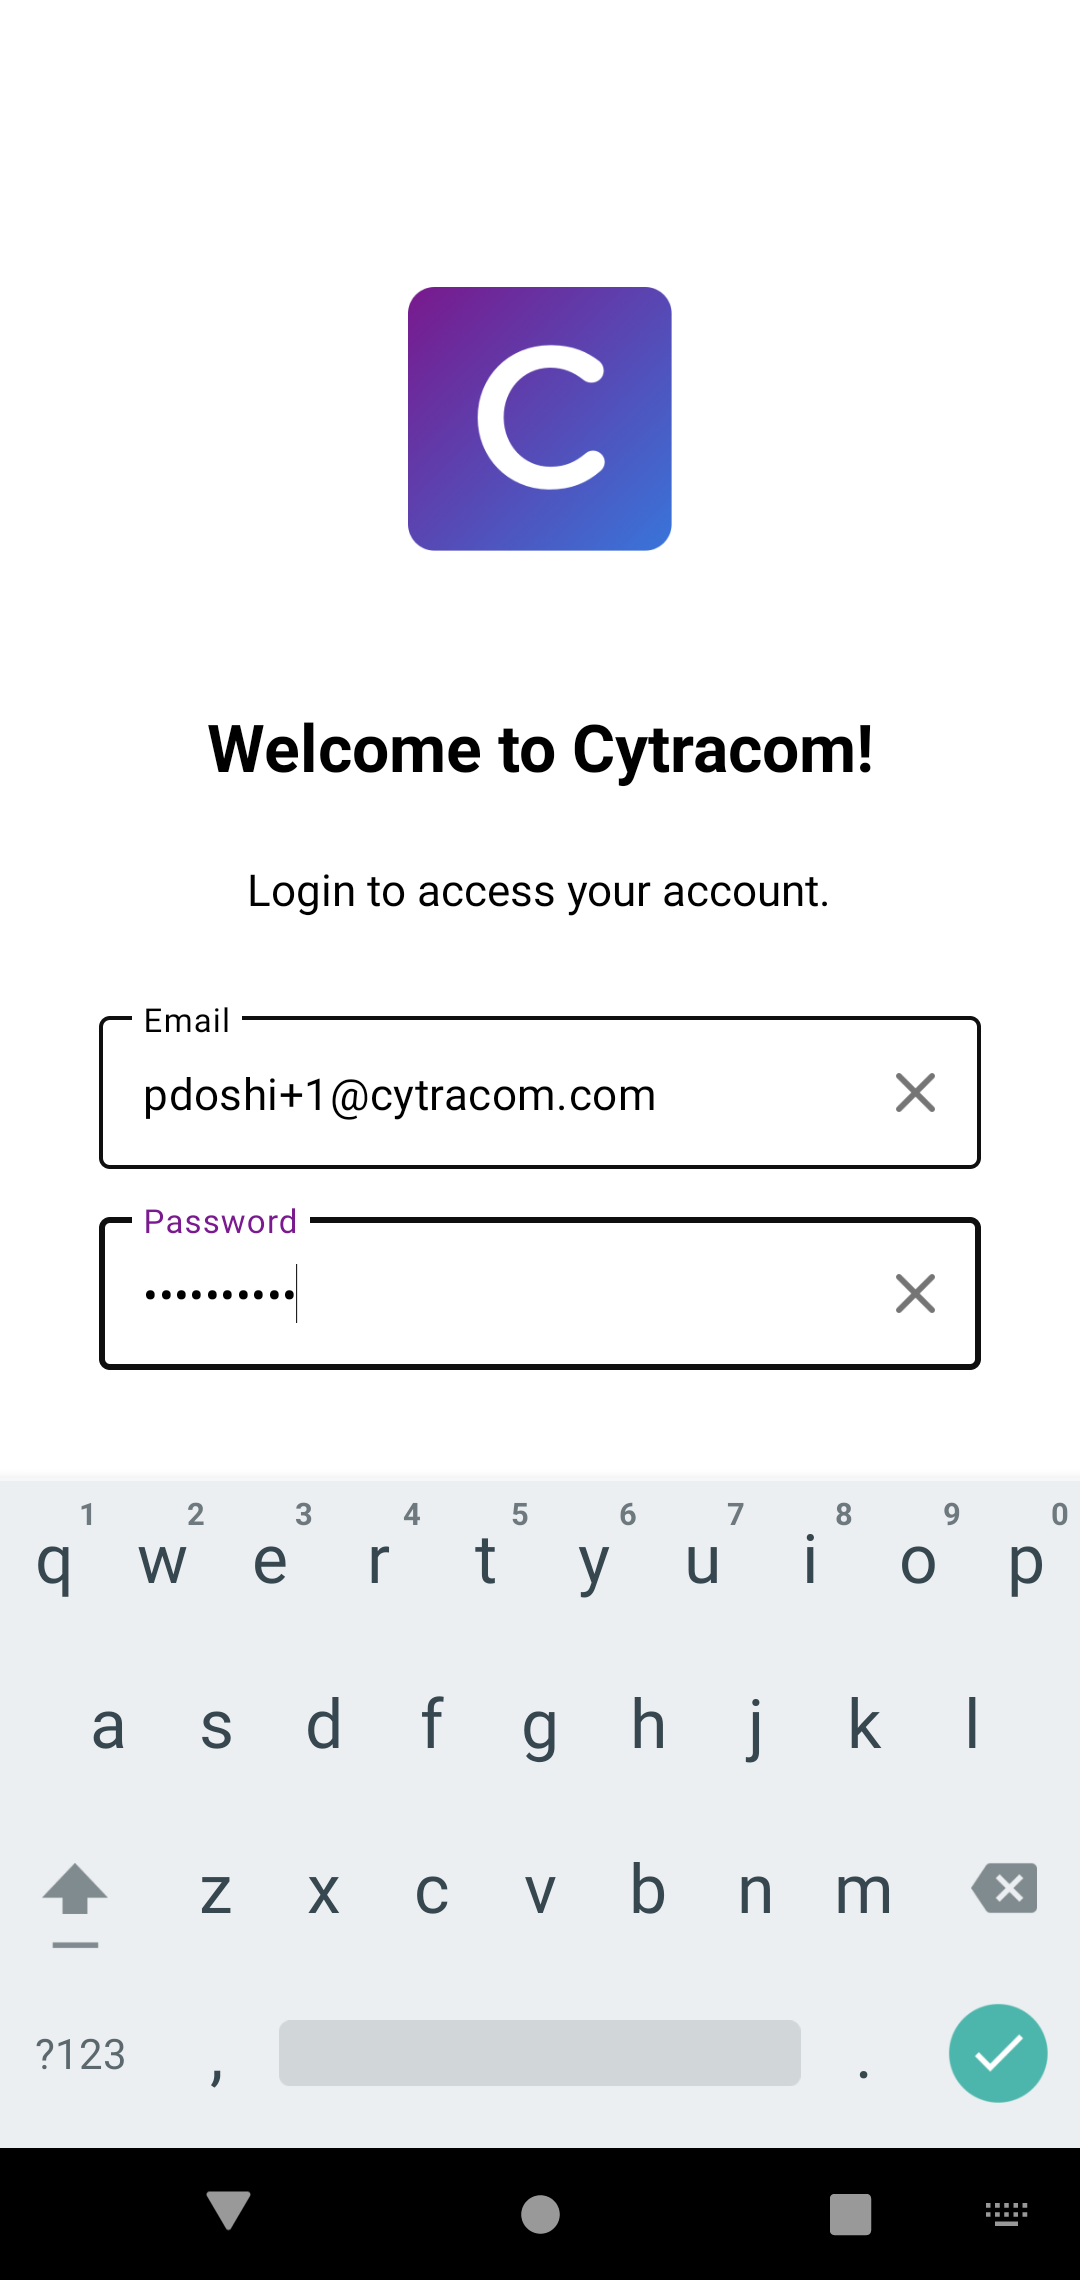 C
Welcome to Cytracom!
Login to access your account.
Email
pdoshi+1@cytracom.com
Password
••••••••••
1 2 3 4 5 6 7 8 9 0
q w e r t y u i o p
a s d f g h j k l
z x c v b n m
?123 , .